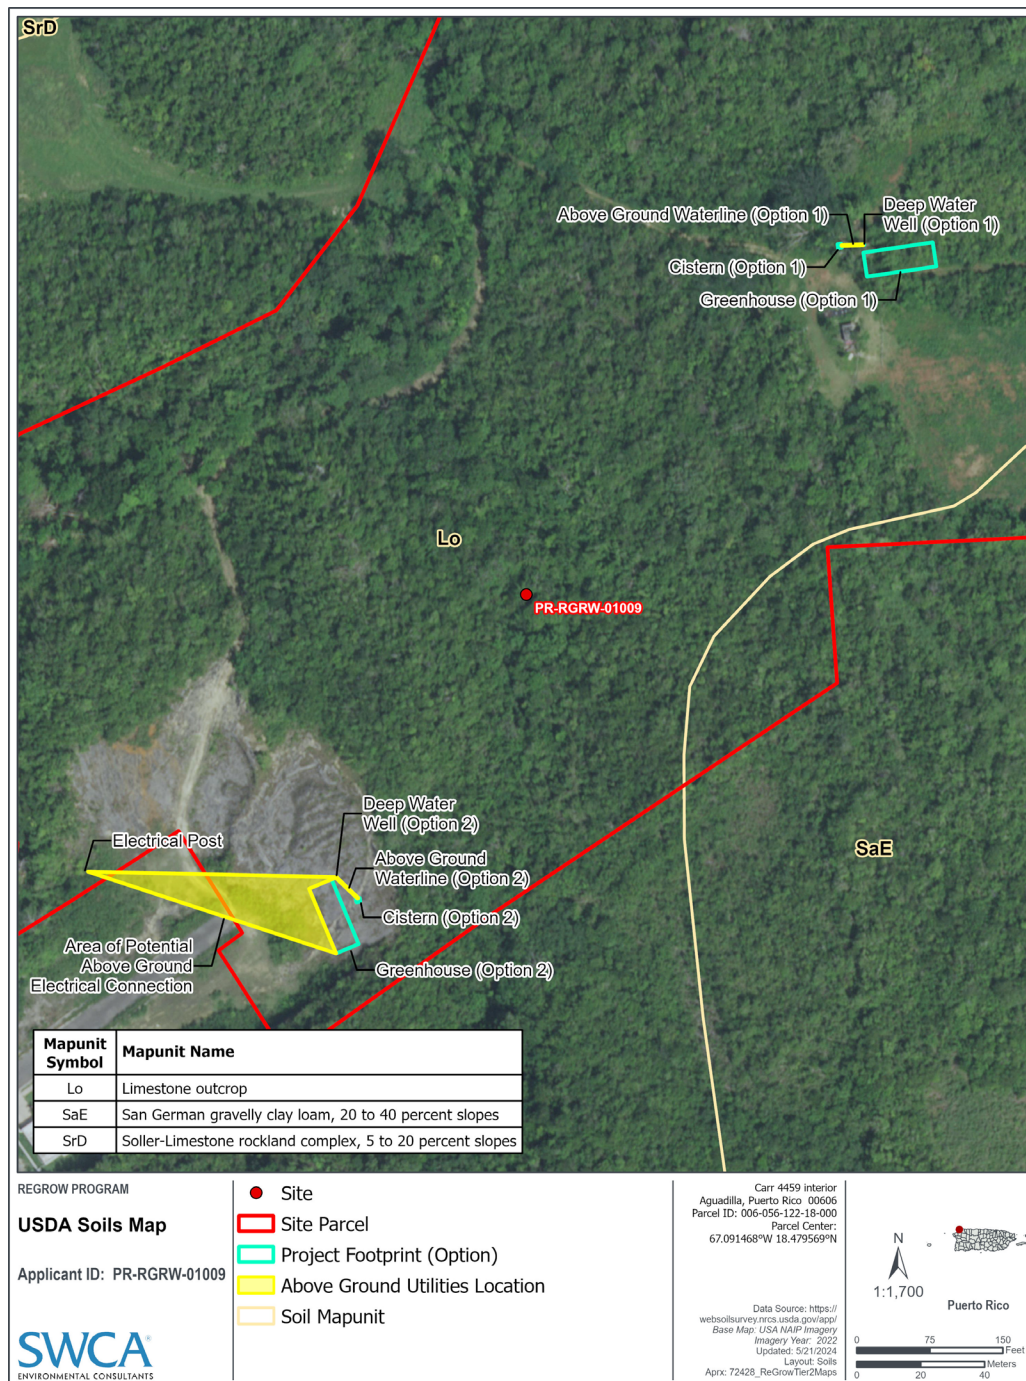 SrD
Above Ground Waterline (Option 1)
Deep Water
Well (Option 1)
Cistern (Option 1)
Greenhouse (Option 1)
Lo
PR-RGRW-01009
SaE
Deep Water
Well (Option 2)
Electrical Post
Above Ground
Waterline (Option 2)
Cistern (Option 2)
Area of Potential
Above Ground
Electrical Connection
Greenhouse (Option 2)
Mapunit Symbol Mapunit Name
Lo Limestone outcrop
SaE San German gravelly clay loam, 20 to 40 percent slopes
SrD Soller-Limestone rockland complex, 5 to 20 percent slopes
REGROW PROGRAM
USDA Soils Map
Applicant ID: PR-RGRW-01009
SWCA®
ENVIRONMENTAL CONSULTANTS
Site
Site Parcel
Project Footprint (Option)
Above Ground Utilities Location
Soil Mapunit
Carr 4459 interior
Aguadilla, Puerto Rico 00606
Parcel ID: 006-056-122-18-000
Parcel Center:
67.091468°W 18.479569°N
Data Source: https://
websoilsurvey.nrcs.usda.gov/app/
Base Map: USA NAIP Imagery
Imagery Year: 2022
Updated: 5/21/2024
Layout: Soils
Aprx: 72428_ReGrowTier2Maps
N
1:1,700
Puerto Rico
0 75 150
Feet
Meters
0 20 40